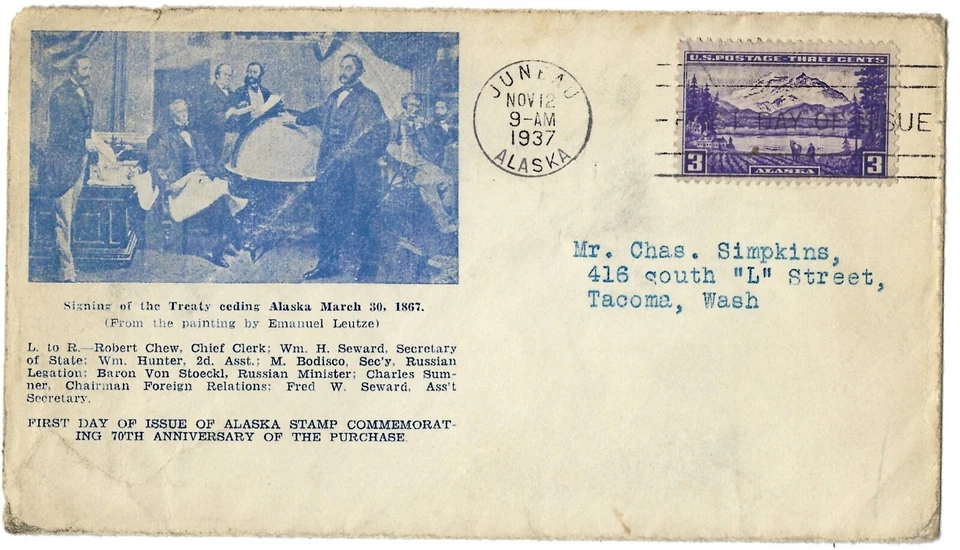 JUNEAU
NOV 12
9-AM
1937
ALASKA
U.S. POSTAGE-THREE CENTS
DAY OF ISSUE
3 ALASKA 3
Mr. Chas. Simpkins,
416 south "L" Street,
Tacoma, Wash
Signing of the Treaty ceding Alaska March 30, 1867.
(From the painting by Emanuel Leutze)
L. to R.—Robert Chew, Chief Clerk; Wm. H. Seward, Secretary
of State; Wm. Hunter, 2d. Asst.; M. Bodisco, Sec'y, Russian
Legation; Baron Von Stoeckl, Russian Minister; Charles Sum-
ner, Chairman Foreign Relations; Fred W. Seward, Ass't
Secretary.
FIRST DAY OF ISSUE OF ALASKA STAMP COMMEMORAT-
ING 70TH ANNIVERSARY OF THE PURCHASE.